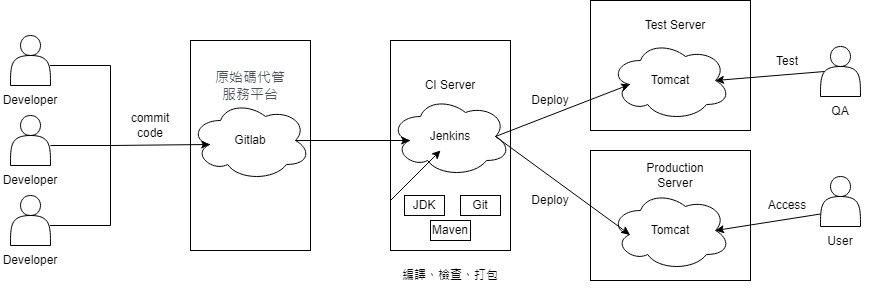 Developer
Developer
Developer
commit
code
原始碼代管
服務平台
Gitlab
CI Server
Jenkins
JDK
Git
Maven
編譯、檢查、打包
Deploy
Deploy
Test Server
Tomcat
Test
QA
Production
Server
Tomcat
Access
User